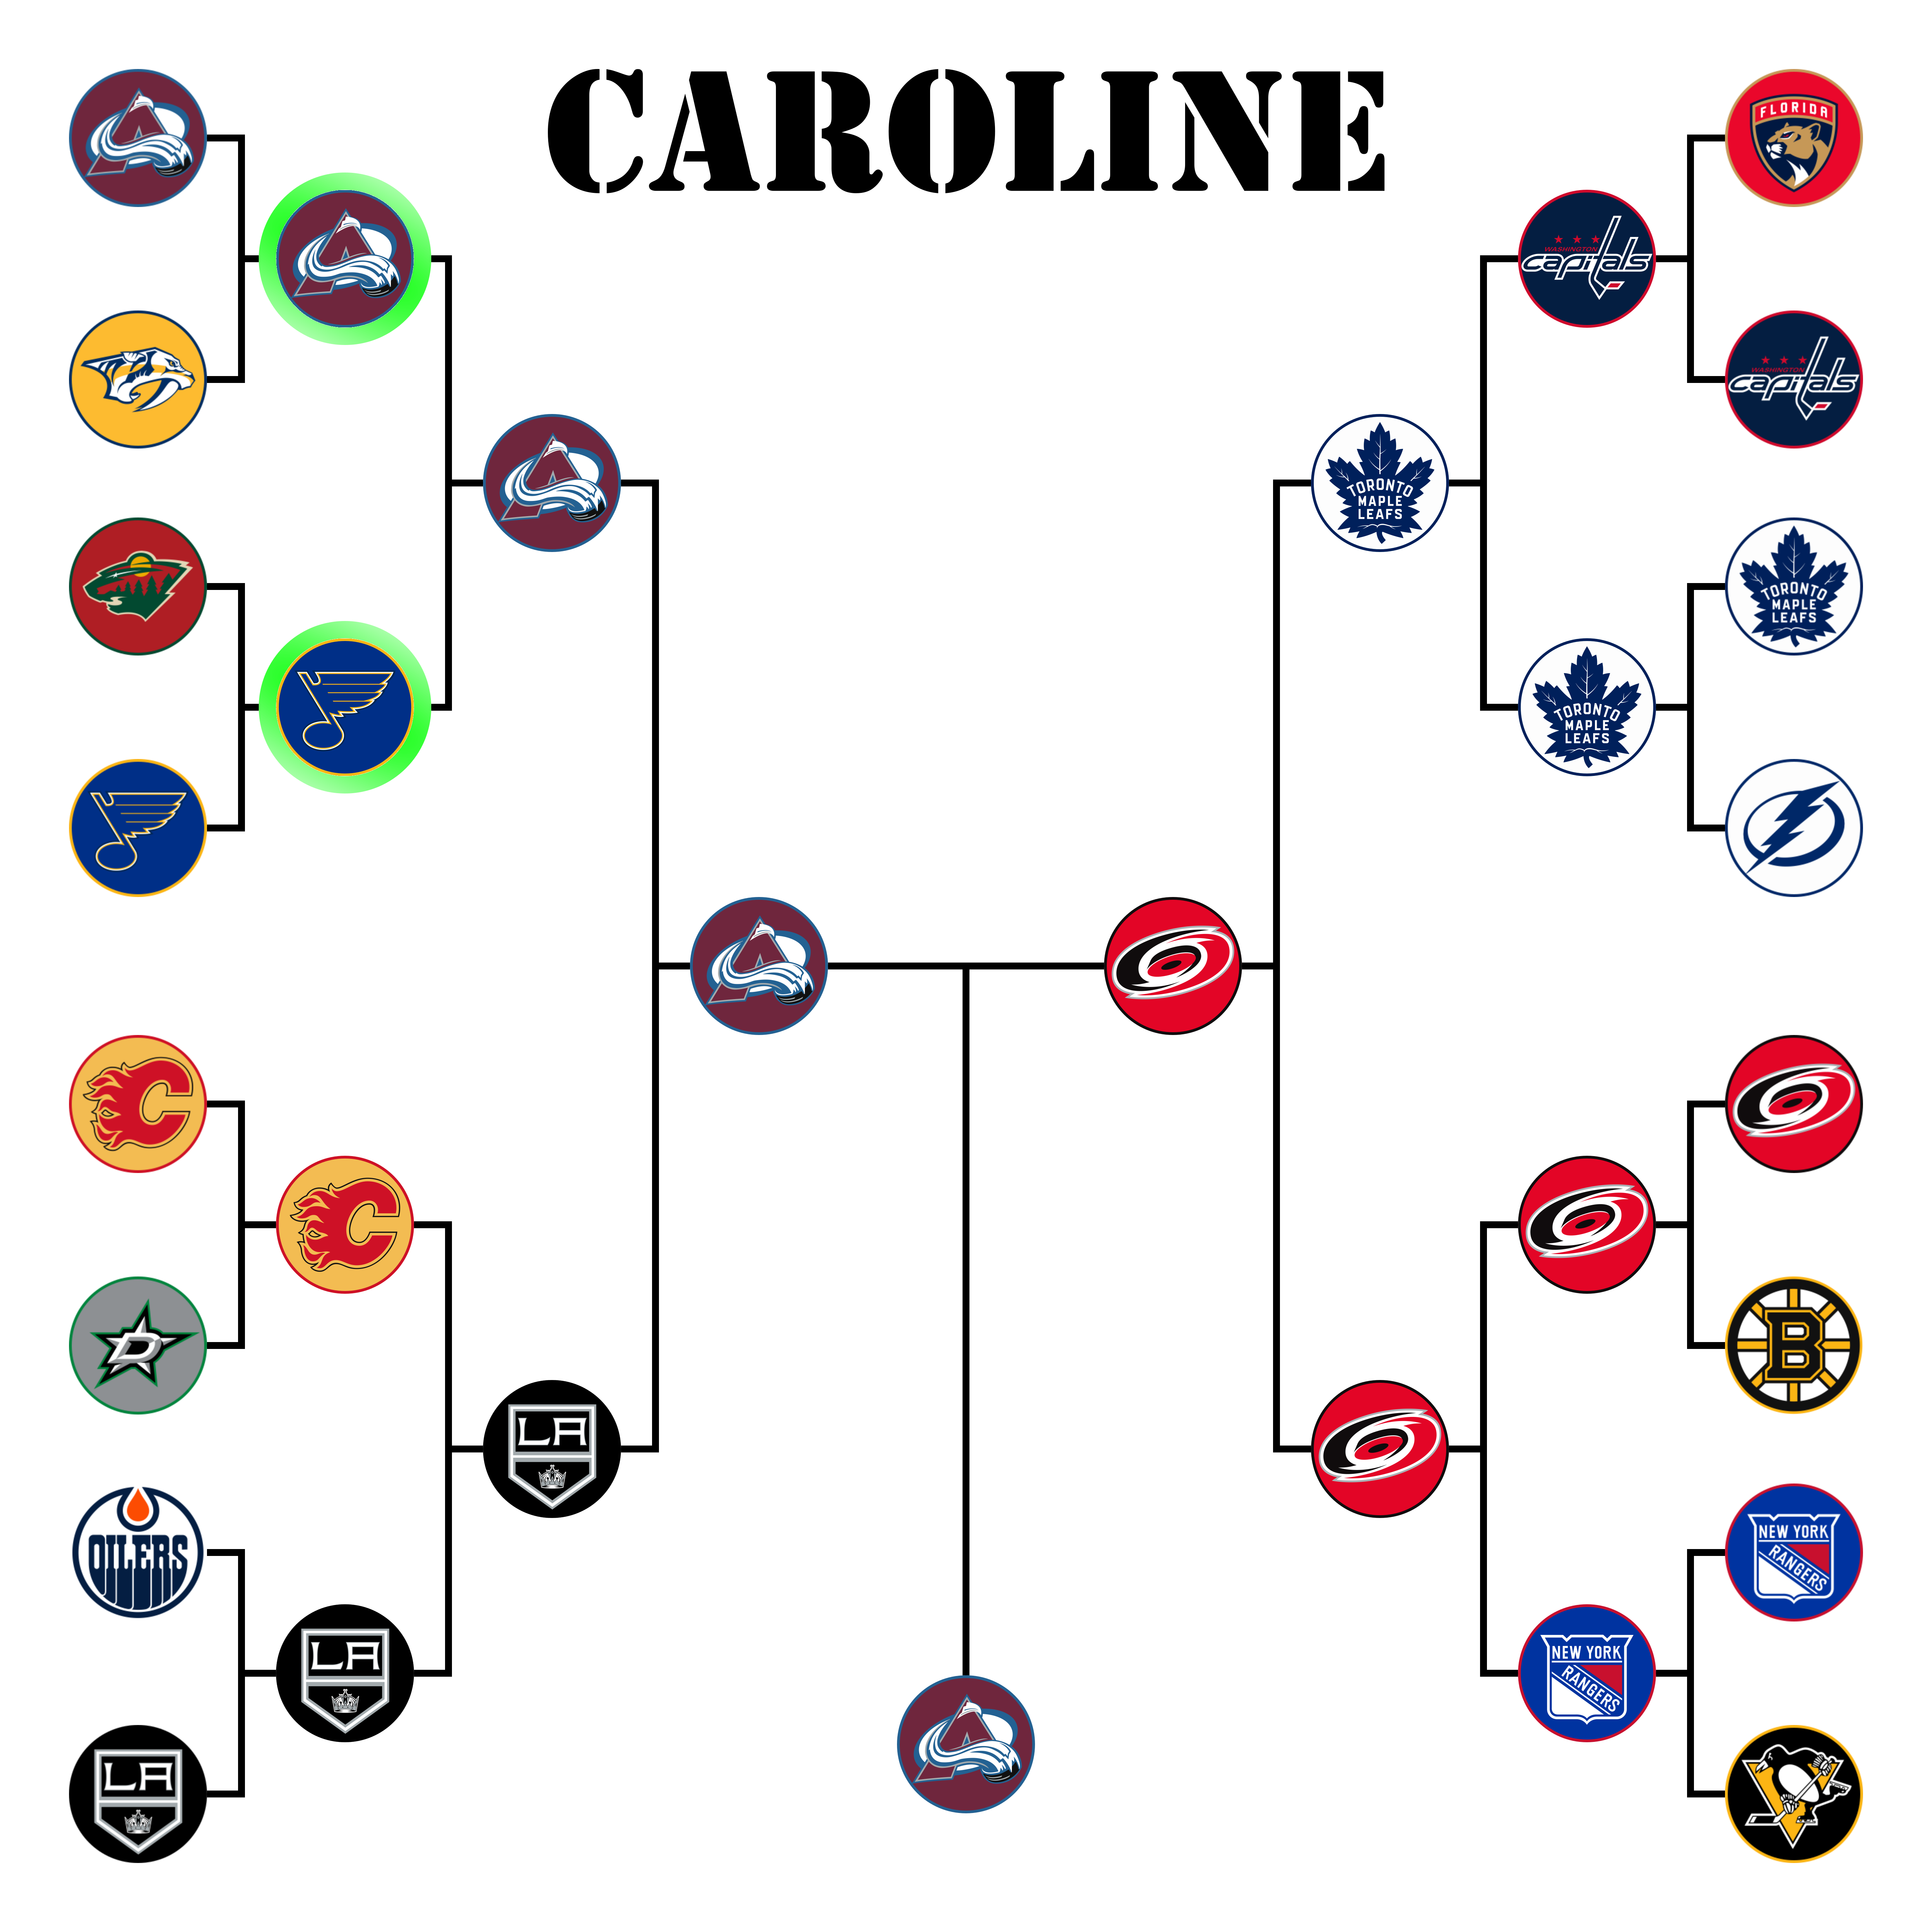 CAROLINE
FLORIDA
WASHINGTON
capitals
WASHINGTON
capitals
TORONTO
MAPLE
LEAFS
TORONTO
MAPLE
LEAFS
TORONTO
MAPLE
LEAFS
A
A
A
A
A
C
C
D
B
OILERS
LA
LA
LA
NEW YORK
RANGERS
NEW YORK
RANGERS